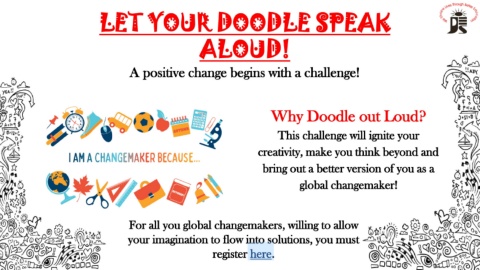 LET YOUR DOODLE SPEAK
ALOUD!
A positive change begins with a challenge!
I AM A CHANGEMAKER BECAUSE...
Why Doodle out Loud?
This challenge will ignite your
creativity, make you think beyond and
bring out a better version of you as a
global changemaker!
For all you global changemakers, willing to allow
your imagination to flow into solutions, you must
register here.